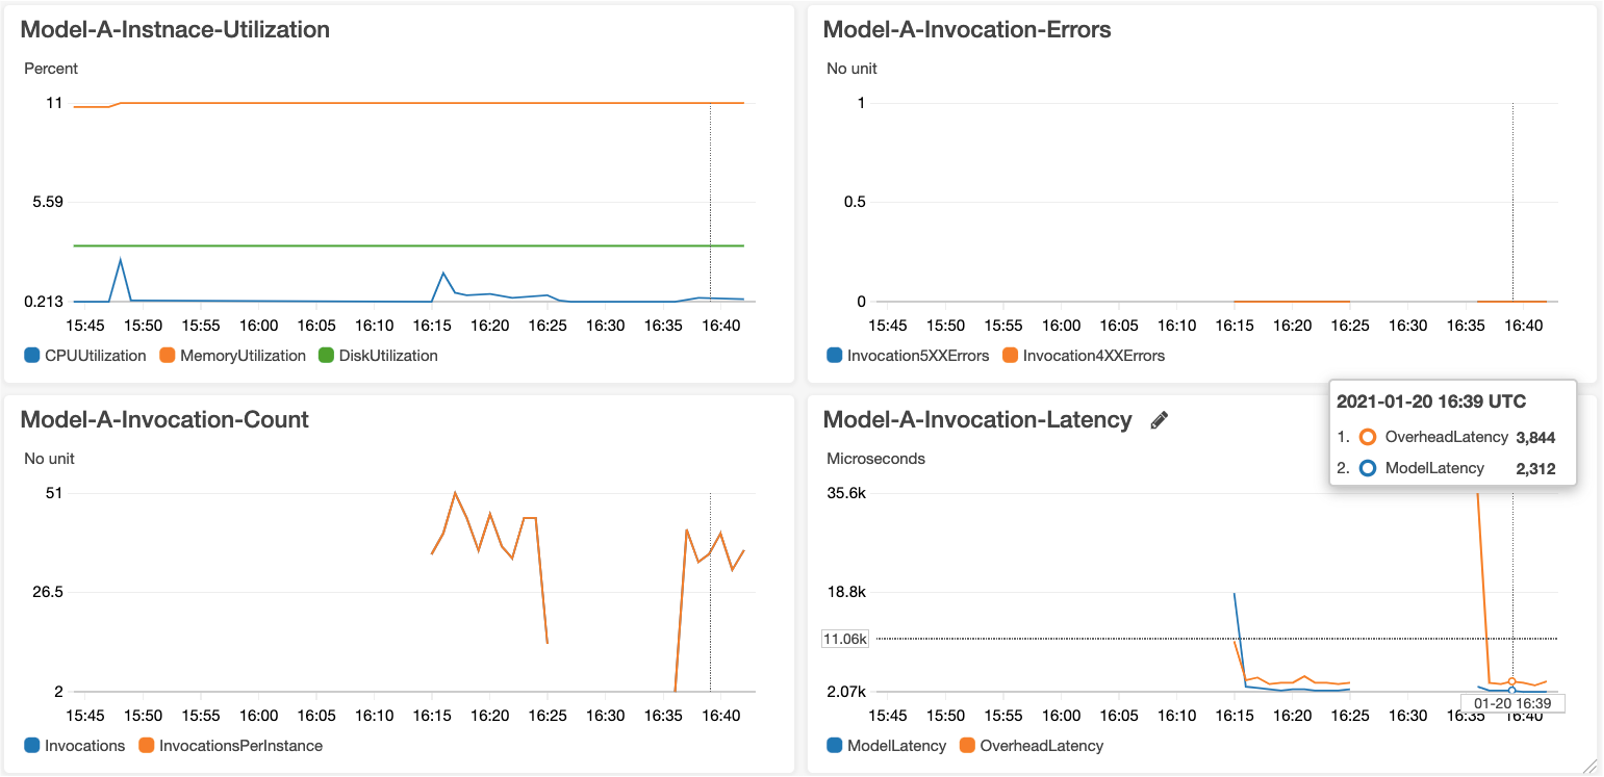 Model-A-Instnace-Utilization
Percent
11
5.59
0.213
15:45 15:50 15:55 16:00 16:05 16:10 16:15 16:20 16:25 16:30 16:35 16:40
CPUUtilization MemoryUtilization DiskUtilization
Model-A-Invocation-Errors
No unit
1
0.5
0
15:45 15:50 15:55 16:00 16:05 16:10 16:15 16:20 16:25 16:30 16:35 16:40
Invocation5XXErrors Invocation4XXErrors
Model-A-Invocation-Count
No unit
51
26.5
2
15:45 15:50 15:55 16:00 16:05 16:10 16:15 16:20 16:25 16:30 16:35 16:40
Invocations InvocationsPerInstance
Model-A-Invocation-Latency
Microseconds
2021-01-20 16:39 UTC
1. OverheadLatency 3,844
2. ModelLatency 2,312
35.6k
18.8k
11.06k
2.07k
01-20 16:39
15:45 15:50 15:55 16:00 16:05 16:10 16:15 16:20 16:25 16:30 16:35 16:40
ModelLatency OverheadLatency